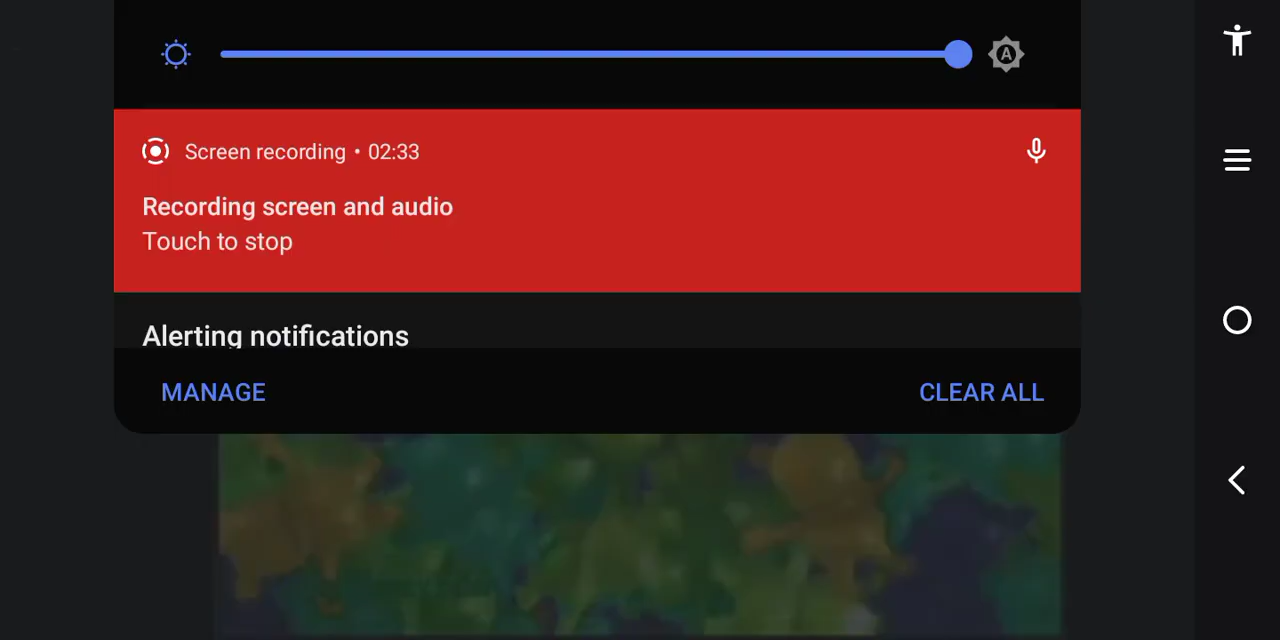 A
Screen recording • 02:33
Recording screen and audio
Touch to stop
Alerting notifications
MANAGE CLEAR ALL